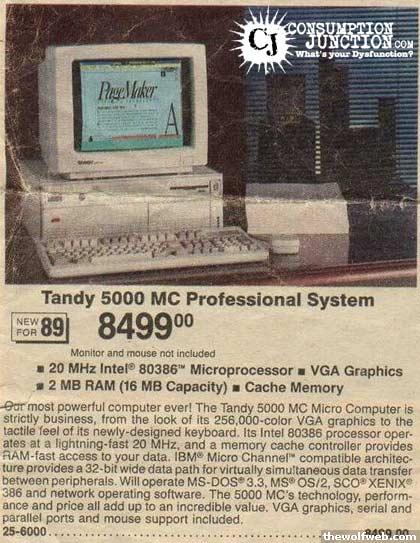 CJ
CONSUMPTION
JUNCTION.COM
What's your Dysfunction?
PageMaker
A
TANDY
Tandy 5000 MC Professional System
NEW
FOR 89
8499⁰⁰
Monitor and mouse not included
■ 20 MHz Intel® 80386™ Microprocessor ■ VGA Graphics
■ 2 MB RAM (16 MB Capacity) ■ Cache Memory
Our most powerful computer ever! The Tandy 5000 MC Micro Computer is
strictly business, from the look of its 256,000-color VGA graphics to the
tactile feel of its newly-designed keyboard. Its Intel 80386 processor oper-
ates at a lightning-fast 20 MHz, and a memory cache controller provides
RAM-fast access to your data. IBM® Micro Channel™ compatible architec-
ture provides a 32-bit wide data path for virtually simultaneous data transfer
between peripherals. Will operate MS-DOS® 3.3, MS® OS/2, SCO® XENIX®
386 and network operating software. The 5000 MC's technology, perform-
ance and price all add up to an incredible value. VGA graphics, serial and
parallel ports and mouse support included.
25-6000
www.thewolfweb.com